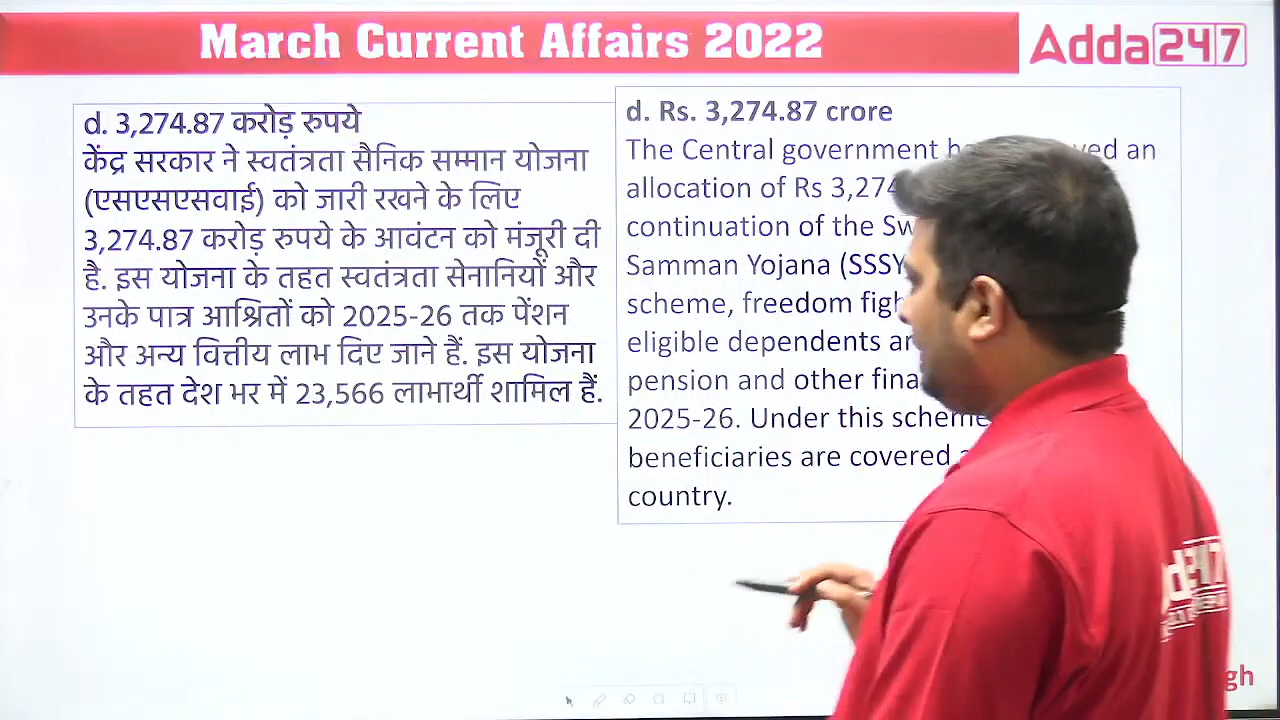 March Current Affairs 2022
Adda247
d. 3,274.87 करोड़ रुपये
केंद्र सरकार ने स्वतंत्रता सैनिक सम्मान योजना
(एसएसएसवाई) को जारी रखने के लिए
3,274.87 करोड़ रुपये के आवंटन को मंजूरी दी
है. इस योजना के तहत स्वतंत्रता सेनानियों और
उनके पात्र आश्रितों को 2025-26 तक पेंशन
और अन्य वित्तीय लाभ दिए जाने हैं. इस योजना
के तहत देश भर में 23,566 लाभार्थी शामिल हैं.
d. Rs. 3,274.87 crore
The Central government an
allocation of Rs 3,274
continuation of the
Samman Yojana (SSSY
scheme, freedom
eligible dependents
pension and other
2025-26. Under this scheme
beneficiaries are covered
country.